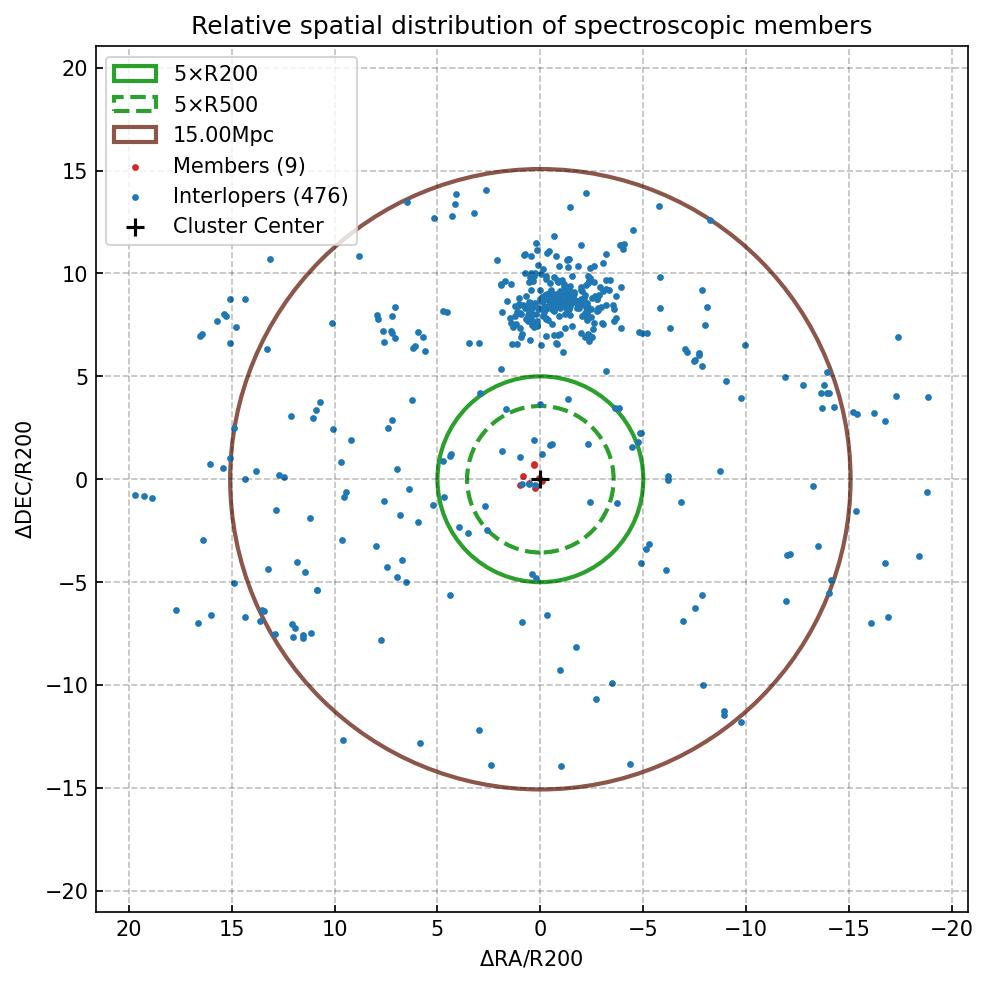 Relative spatial distribution of spectroscopic members
5×R200
5×R500
15.00Mpc
Members (9)
Interlopers (476)
Cluster Center
20
15
10
5
0
−5
−10
−15
−20
ΔDEC/R200
20 15 10 5 0 −5 −10 −15 −20
ΔRA/R200